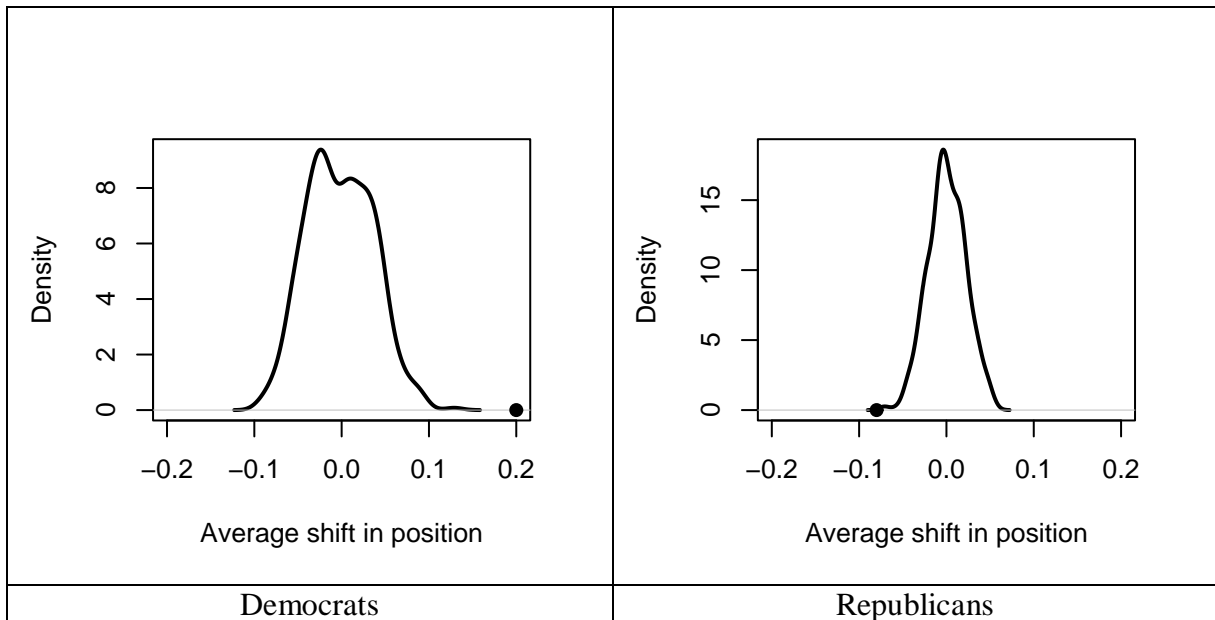 8
6
4
2
0
Density
−0.2 −0.1 0.0 0.1 0.2
Average shift in position
Democrats
15
10
5
0
Density
−0.2 −0.1 0.0 0.1 0.2
Average shift in position
Republicans